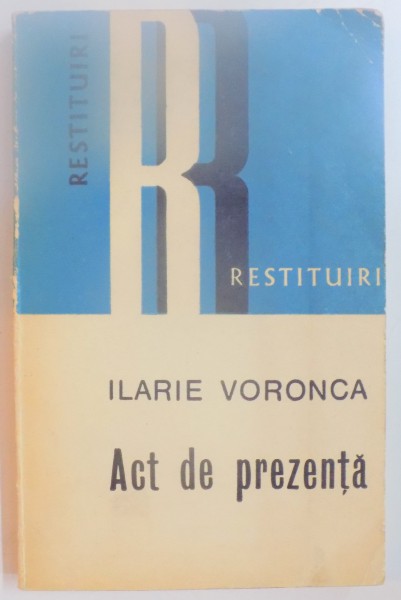 RESTITUIRI
R
RESTITUIRI
ILARIE VORONCA
Act de prezență